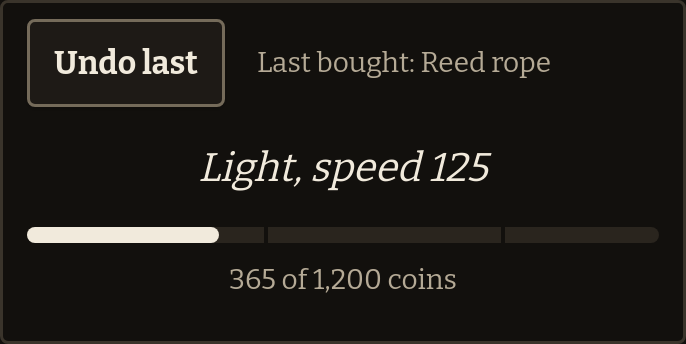 Undo last
Last bought: Reed rope
Light, speed 125
365 of 1,200 coins